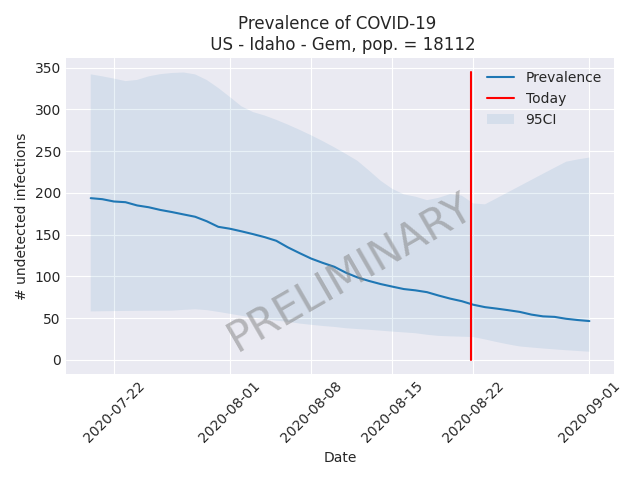 Prevalence of COVID-19
US - Idaho - Gem, pop. = 18112
Prevalence
Today
95CI
350
300
250
200
150
100
50
0
# undetected infections
PRELIMINARY
2020-07-22
2020-08-01
2020-08-08
2020-08-15
2020-08-22
2020-09-01
Date